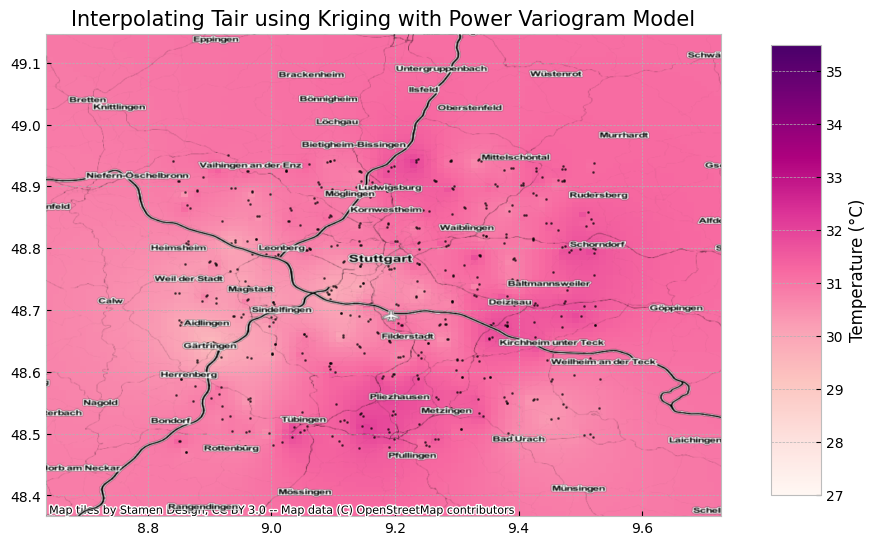 Interpolating Tair using Kriging with Power Variogram Model
Eppingen
Schwä
49.1
Untergruppenbach
Brackenheim
Wüstenrot
Ilsfeld
Bretten
Bönnigheim
Knittlingen
Oberstenfeld
49.0
Löchgau
Murrhardt
Bietigheim-Bissingen
Mittelschöntal
Vaihingen an der Enz
Gs
Niefern-Öschelbronn
48.9
Ludwigsburg
Möglingen
Rudersberg
nfeld
Kornwestheim
Alfdo
Waiblingen
48.8
Heimsheim
Leonberg
Schorndorf
S
Stuttgart
Weil der Stadt
Baltmannsweiler
Magstadt
Calw
Deizisau
48.7
Sindelfingen
Göppingen
Aidlingen
Filderstadt
Gärtringen
Kirchheim unter Teck
Weilheim an der Teck
48.6
Herrenberg
Nagold
Pliezhausen
erbach
Metzingen
Bondorf
Tübingen
48.5
Bad Urach
Laichingen
Rottenburg
Pfullingen
orb am Neckar
Mössingen
Münsingen
48.4
Rangendingen
Schel
Map tiles by Stamen Design, CC BY 3.0 -- Map data (C) OpenStreetMap contributors
8.8
9.0
9.2
9.4
9.6
35
34
33
32
31
30
29
28
27
Temperature (°C)